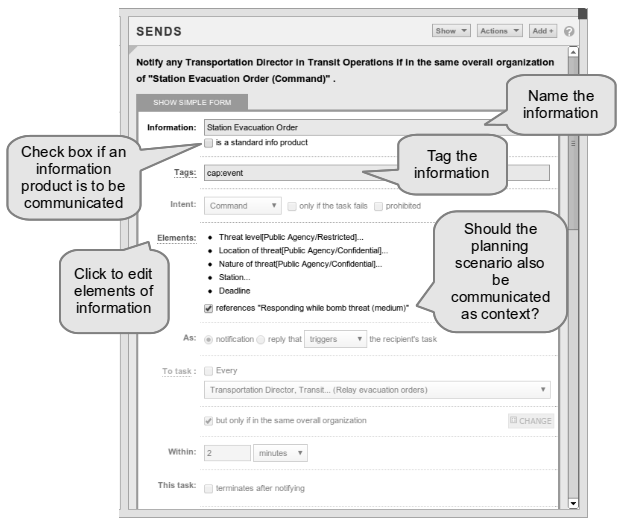 SENDS
Show Actions Add +
Notify any Transportation Director in Transit Operations if in the same overall organization
of "Station Evacuation Order (Command)" .
SHOW SIMPLE FORM
Name the
information
Information: Station Evacuation Order
is a standard info product
Check box if an
information
product is to be
communicated
Tag the
information
Tags: cap:event
Intent: Command only if the task fails prohibited
Elements:
Threat level[Public Agency/Restricted]...
Location of threat[Public Agency/Confidential]...
Nature of threat[Public Agency/Confidential]...
Station...
Deadline
references "Responding while bomb threat (medium)"
Click to edit
elements of
information
Should the
planning
scenario also
be
communicated
as context?
As: notification reply that triggers the recipient's task
To task : Every
Transportation Director, Transit... (Relay evacuation orders)
but only if in the same overall organization CHANGE
Within: 2 minutes
This task: terminates after notifying